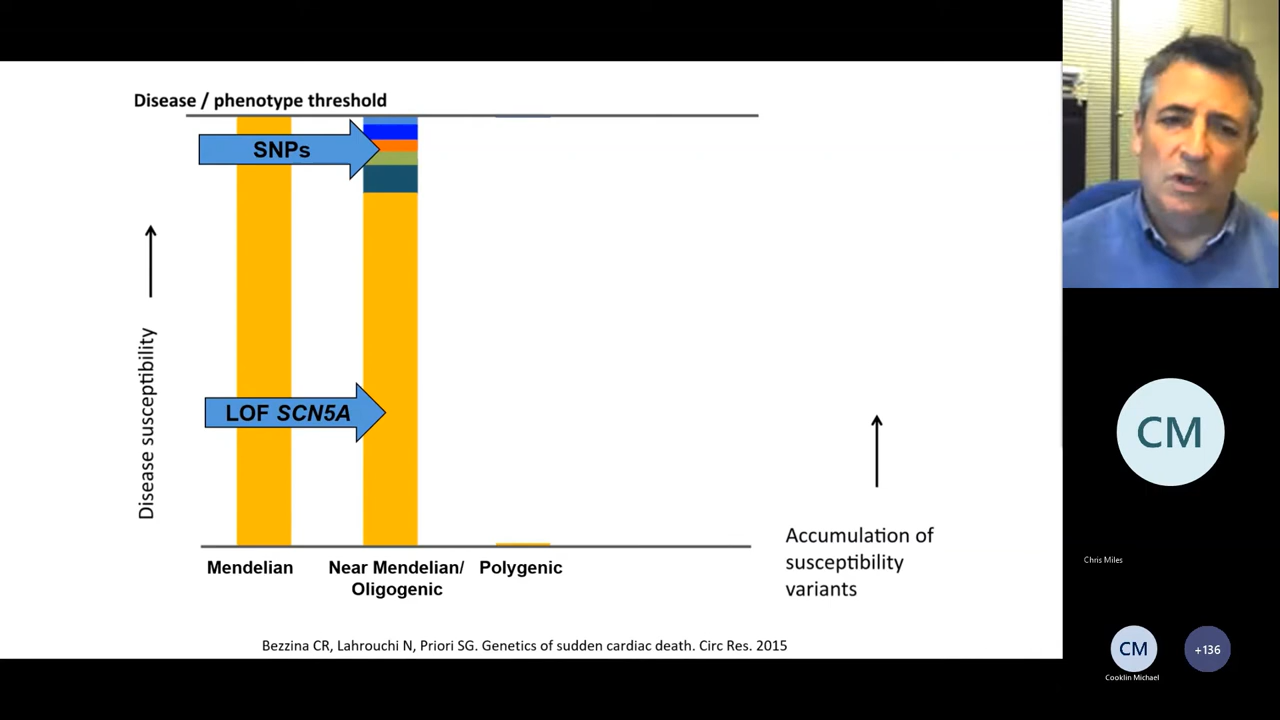 Disease / phenotype threshold
SNPs
Disease susceptibility
LOF SCN5A
Mendelian
Near Mendelian/
Oligogenic
Polygenic
Accumulation of
susceptibility
variants
Bezzina CR, Lahrouchi N, Priori SG. Genetics of sudden cardiac death. Circ Res. 2015
CM
Chris Miles
CM
Cooklin Michael
+136